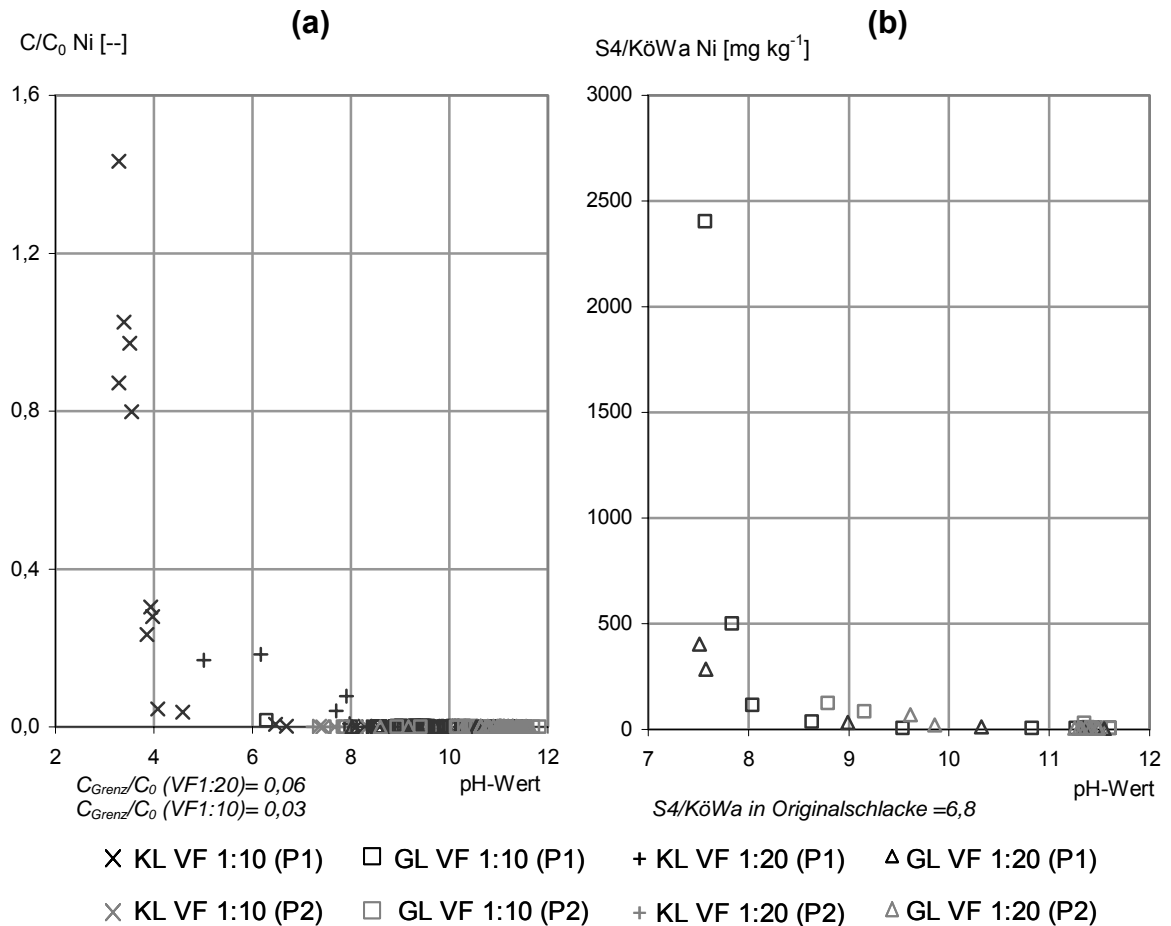 (a)
C/C₀ Ni [--]
1,6
1,2
0,8
0,4
0,0
2 4 6 8 10 12
pH-Wert
C_Grenz/C₀ (VF1:20)= 0,06
C_Grenz/C₀ (VF1:10)= 0,03
(b)
S4/KöWa Ni [mg kg⁻¹]
3000
2500
2000
1500
1000
500
0
7 8 9 10 11 12
pH-Wert
S4/KöWa in Originalschlacke =6,8
KL VF 1:10 (P1) GL VF 1:10 (P1) KL VF 1:20 (P1) GL VF 1:20 (P1)
KL VF 1:10 (P2) GL VF 1:10 (P2) KL VF 1:20 (P2) GL VF 1:20 (P2)